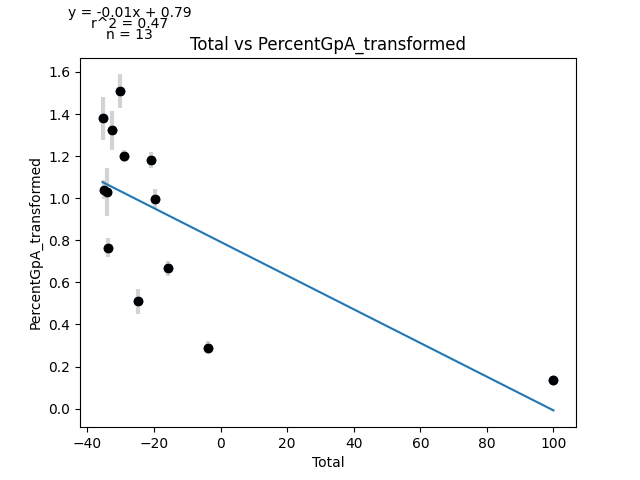 y = -0.01x + 0.79
r^2 = 0.47
n = 13
Total vs PercentGpA_transformed
PercentGpA_transformed
1.6
1.4
1.2
1.0
0.8
0.6
0.4
0.2
0.0
−40 −20 0 20 40 60 80 100
Total